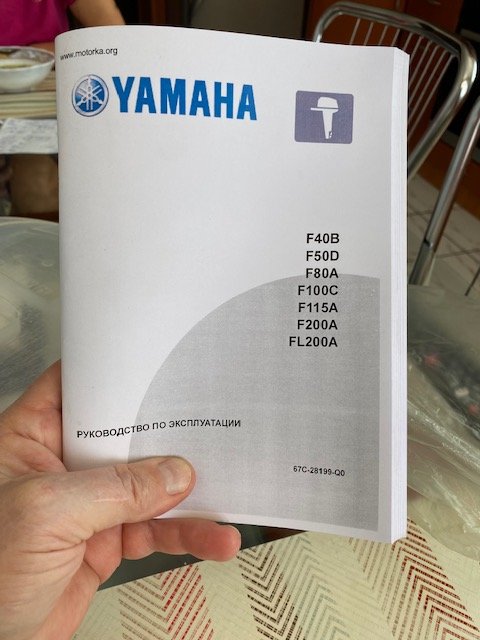 www.motorka.org
YAMAHA
F40B
F50D
F80A
F100C
F115A
F200A
FL200A
РУКОВОДСТВО ПО ЭКСПЛУАТАЦИИ
67C-28199-Q0